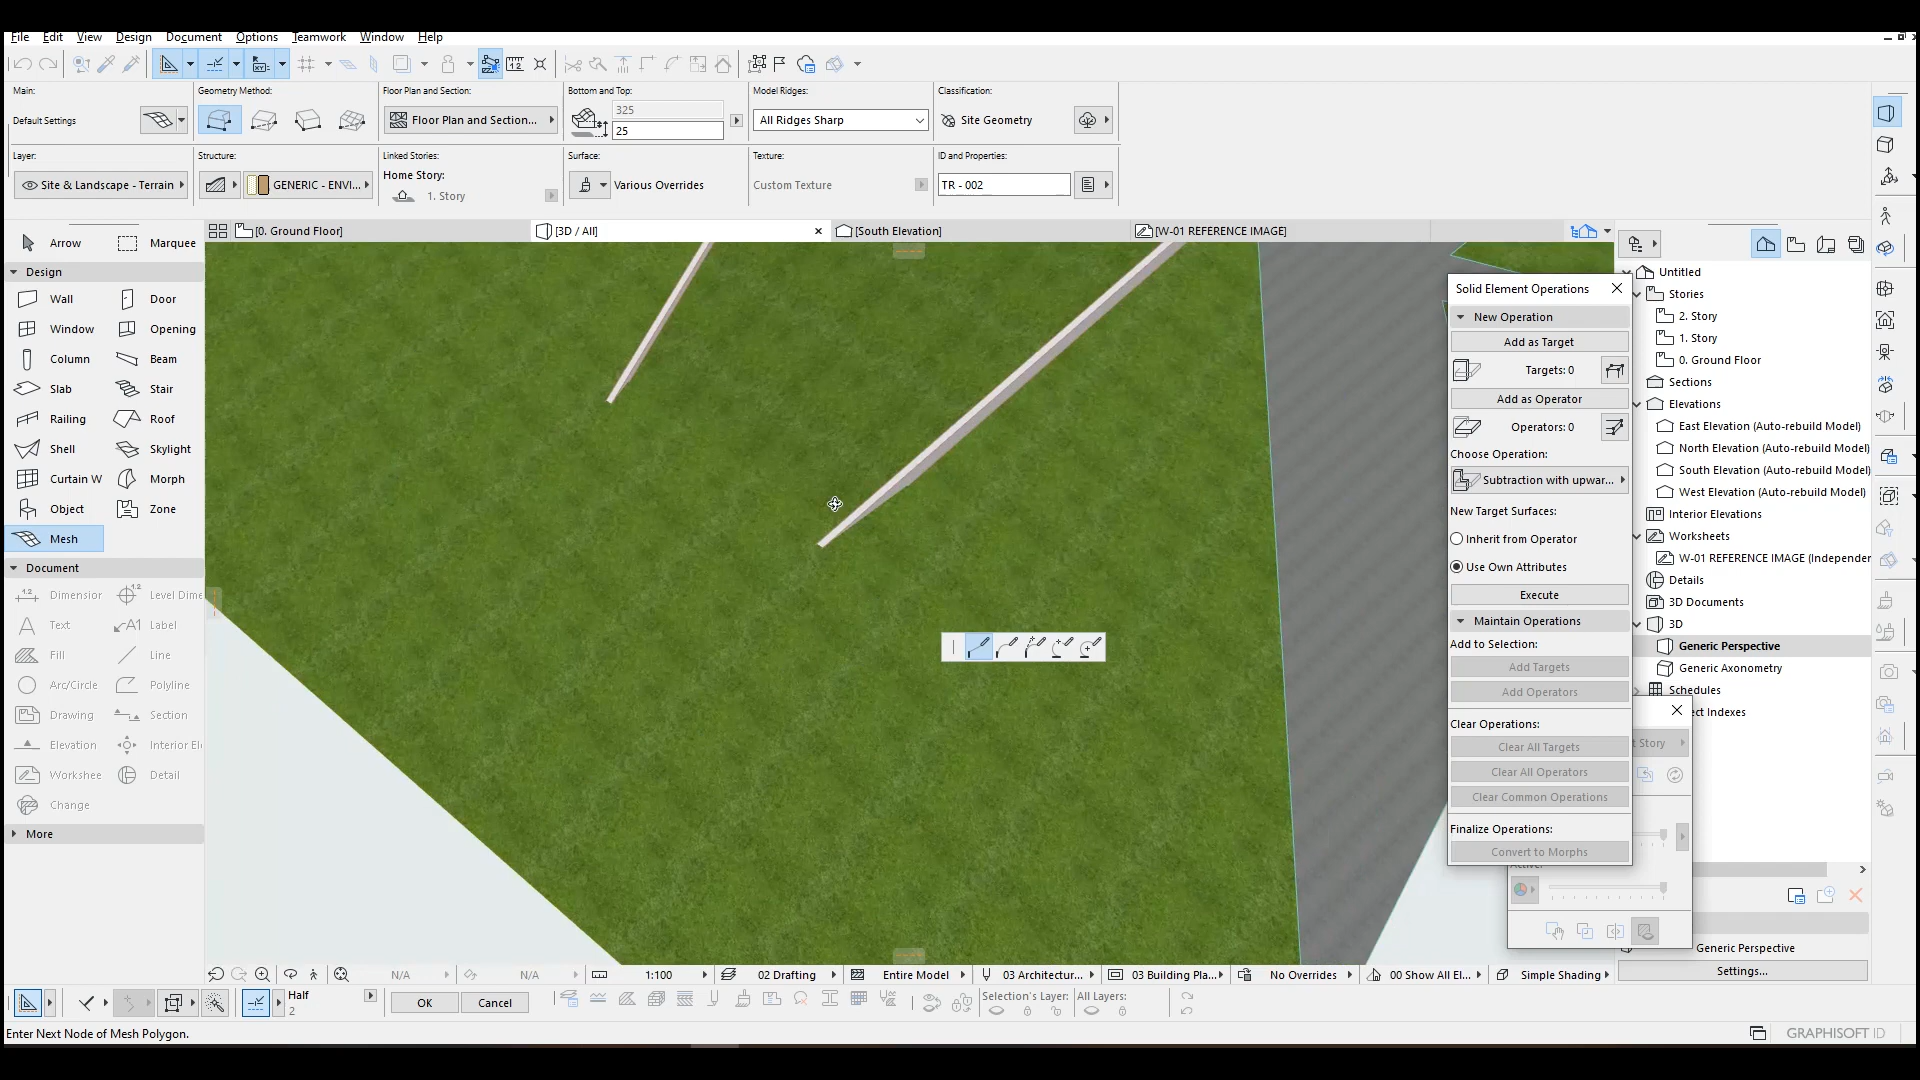 File Edit View Design Document Options Teamwork Window Help
Main: Geometry Method: Floor Plan and Section: Bottom and Top: Model Ridges: Classification:
Default Settings Floor Plan and Section... 325 All Ridges Sharp Site Geometry
25
Layer: Structure: Linked Stories: Surface: Texture: ID and Properties:
Home Story:
Site & Landscape - Terrain GENERIC - ENVI... Various Overrides Custom Texture TR - 002
1. Story
[0. Ground Floor] [3D / All] [South Elevation] [W-01 REFERENCE IMAGE]
Arrow Marquee
Design
Wall Door
Window Opening
Column Beam
Slab Stair
Railing Roof
Shell Skylight
Curtain W Morph
Object Zone
Mesh
Document
Dimensior Level Dime
Text Label
Fill Line
Arc/Circle Polyline
Drawing Section
Elevation Interior El
Workshee Detail
Change
More
Solid Element Operations
New Operation
Add as Target
Targets: 0
Add as Operator
Operators: 0
Choose Operation:
Subtraction with upwar...
New Target Surfaces:
Inherit from Operator
Use Own Attributes
Execute
Maintain Operations
Add to Selection:
Add Targets
Add Operators
Clear Operations:
Clear All Targets
Clear All Operators
Clear Common Operations
Finalize Operations:
Convert to Morphs
Untitled
Stories
2. Story
1. Story
0. Ground Floor
Sections
Elevations
East Elevation (Auto-rebuild Model)
North Elevation (Auto-rebuild Model)
South Elevation (Auto-rebuild Model)
West Elevation (Auto-rebuild Model)
Interior Elevations
Worksheets
W-01 REFERENCE IMAGE (Independer
Details
3D Documents
3D
Generic Perspective
Generic Axonometry
Schedules
ect Indexes
t Story
Generic Perspective
Settings...
N/A N/A 1:100 02 Drafting Entire Model 03 Architectur... 03 Building Pla... No Overrides 00 Show All El... Simple Shading
Half
2
OK Cancel
Selection's Layer: All Layers:
Enter Next Node of Mesh Polygon.
GRAPHISOFT ID